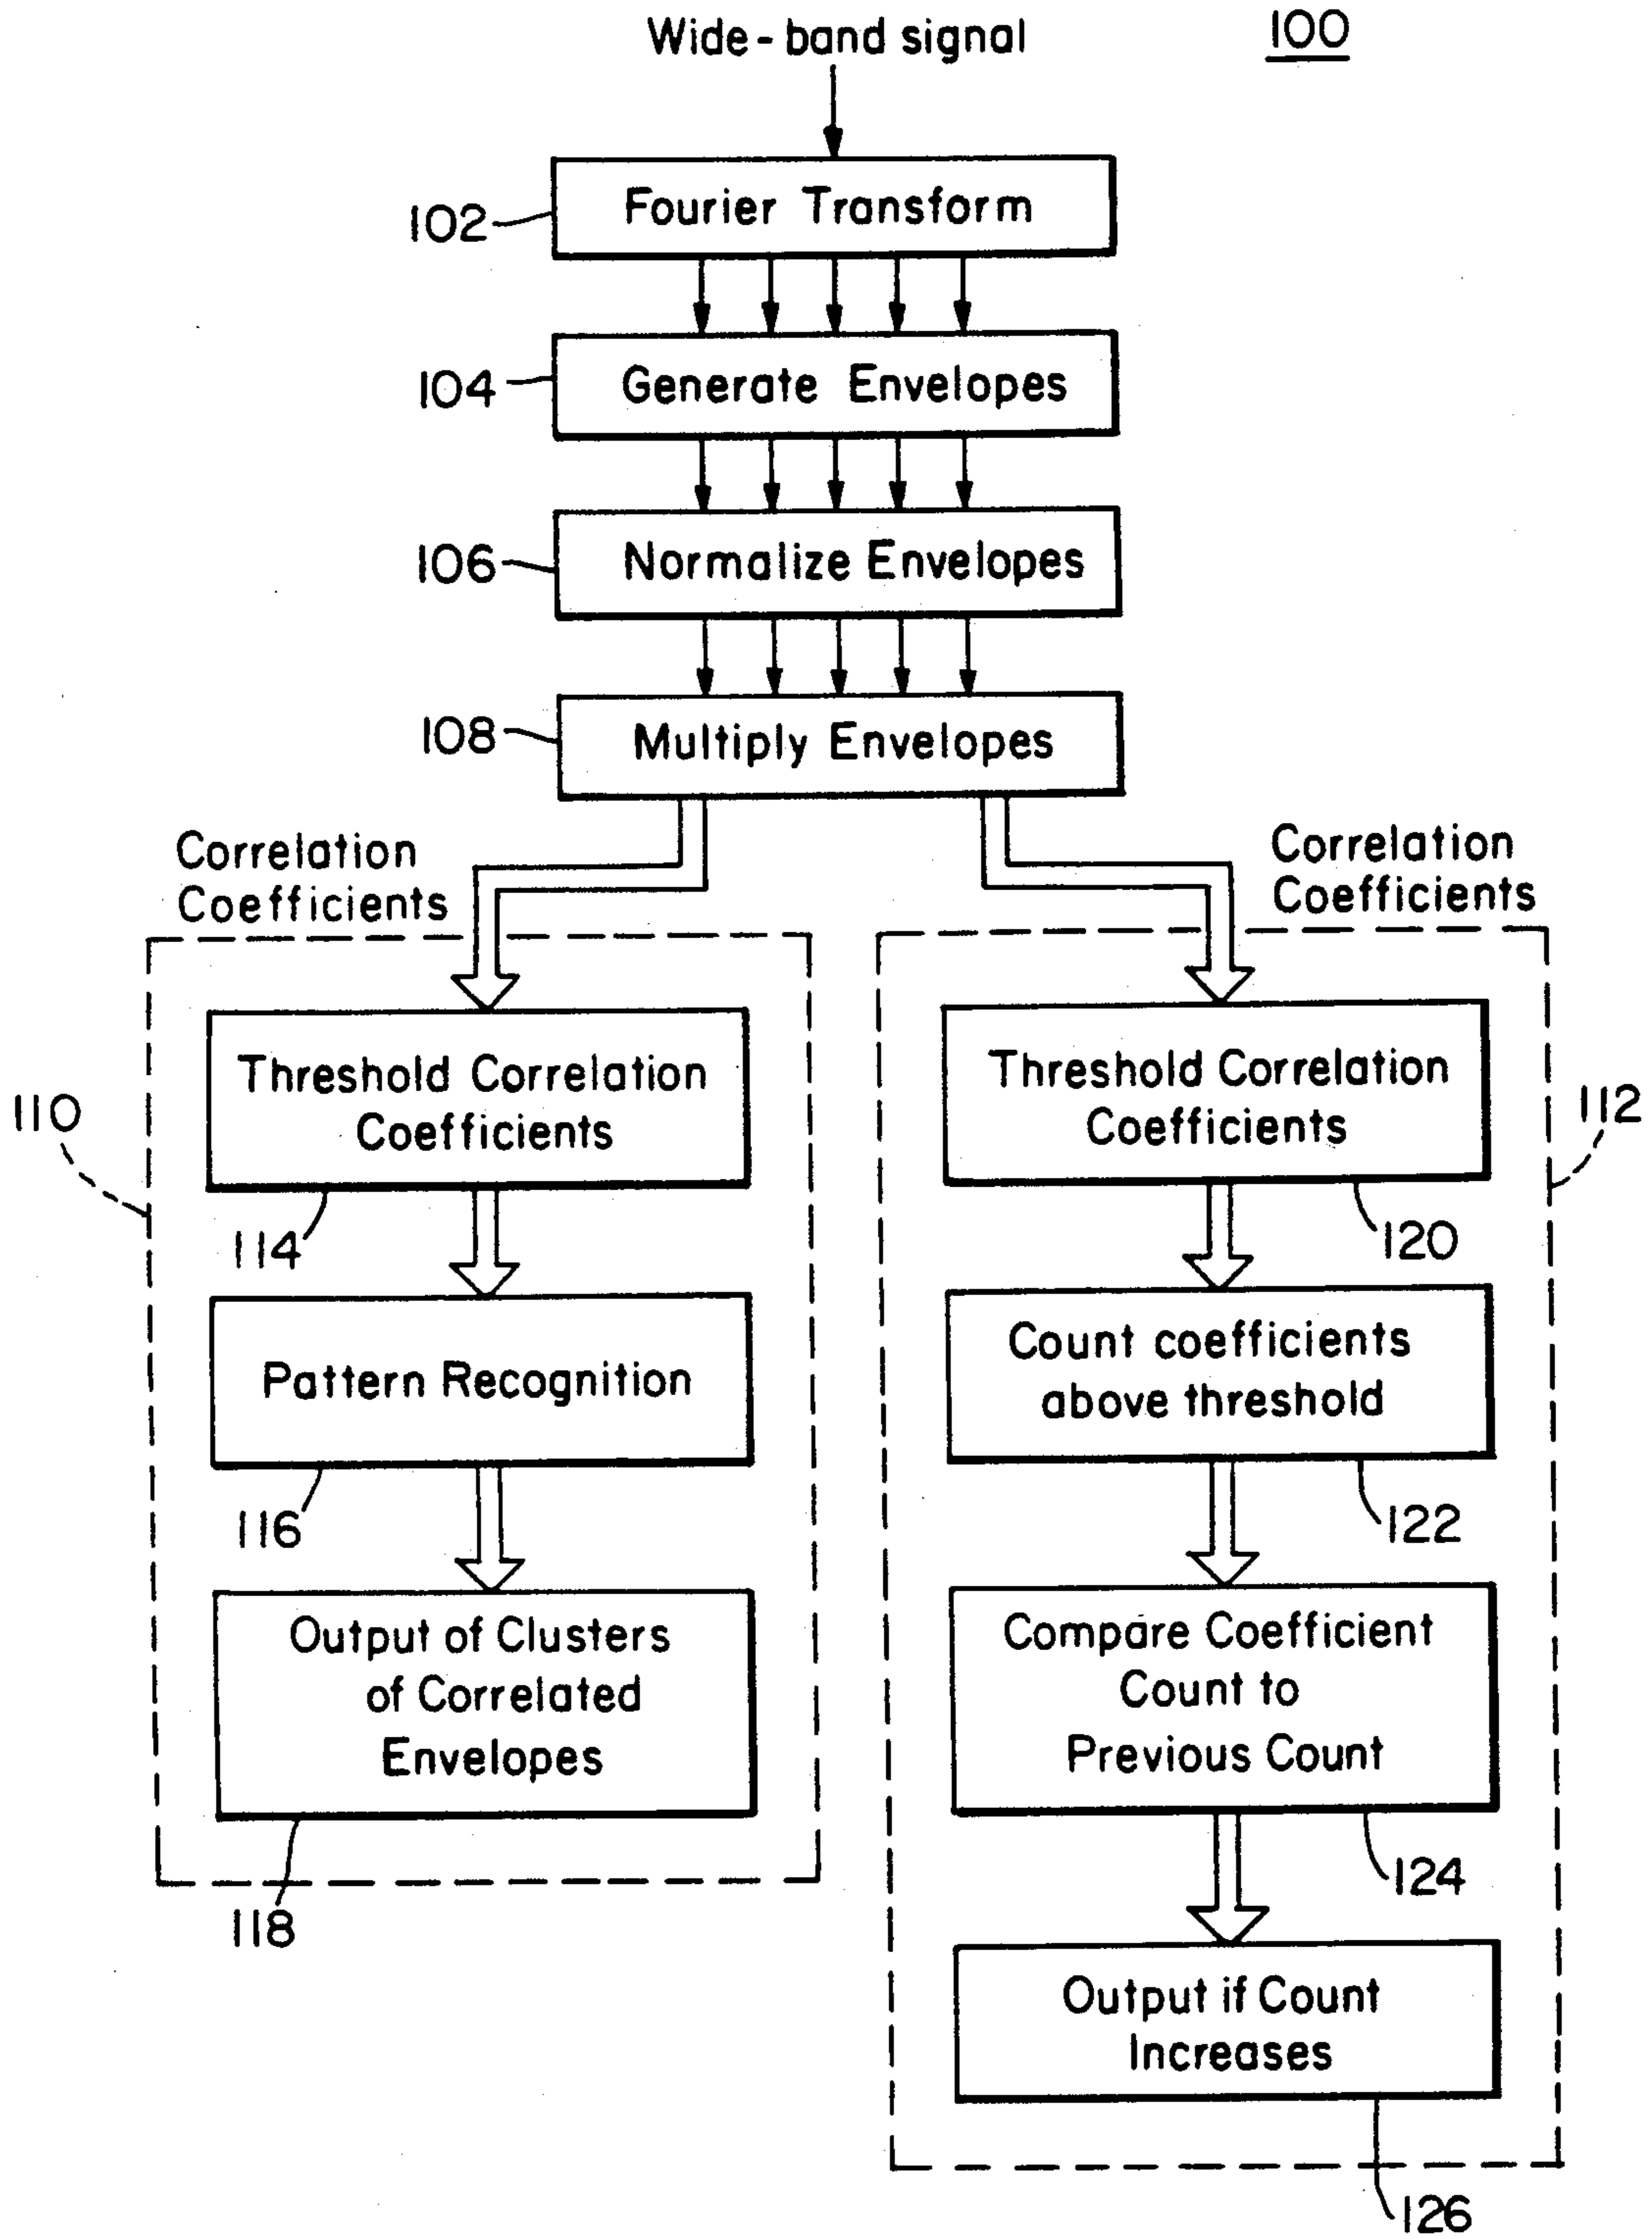 Wide-band signal
100
Fourier Transform
102
Generate Envelopes
104
Normalize Envelopes
106
Multiply Envelopes
108
Correlation
Coefficients
Correlation
Coefficients
110
Threshold Correlation
Coefficients
114
Pattern Recognition
116
Output of Clusters
of Correlated
Envelopes
118
112
Threshold Correlation
Coefficients
120
Count coefficients
above threshold
122
Compare Coefficient
Count to
Previous Count
124
Output if Count
Increases
126